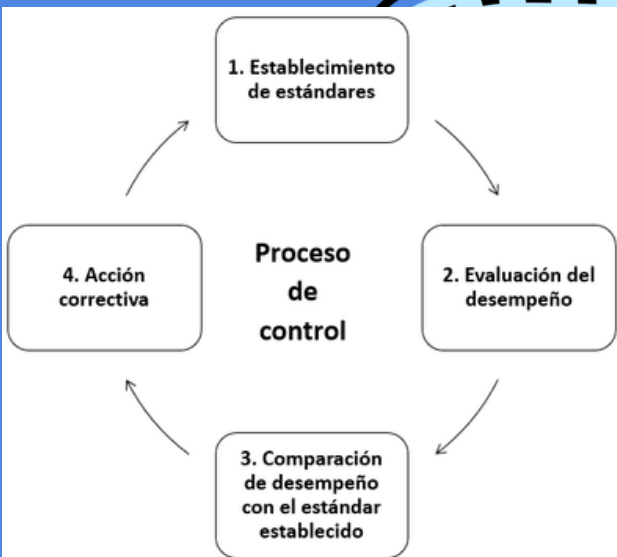 1. Establecimiento
de estándares
Proceso
de
control
2. Evaluación del
desempeño
3. Comparación
de desempeño
con el estándar
establecido
4. Acción
correctiva